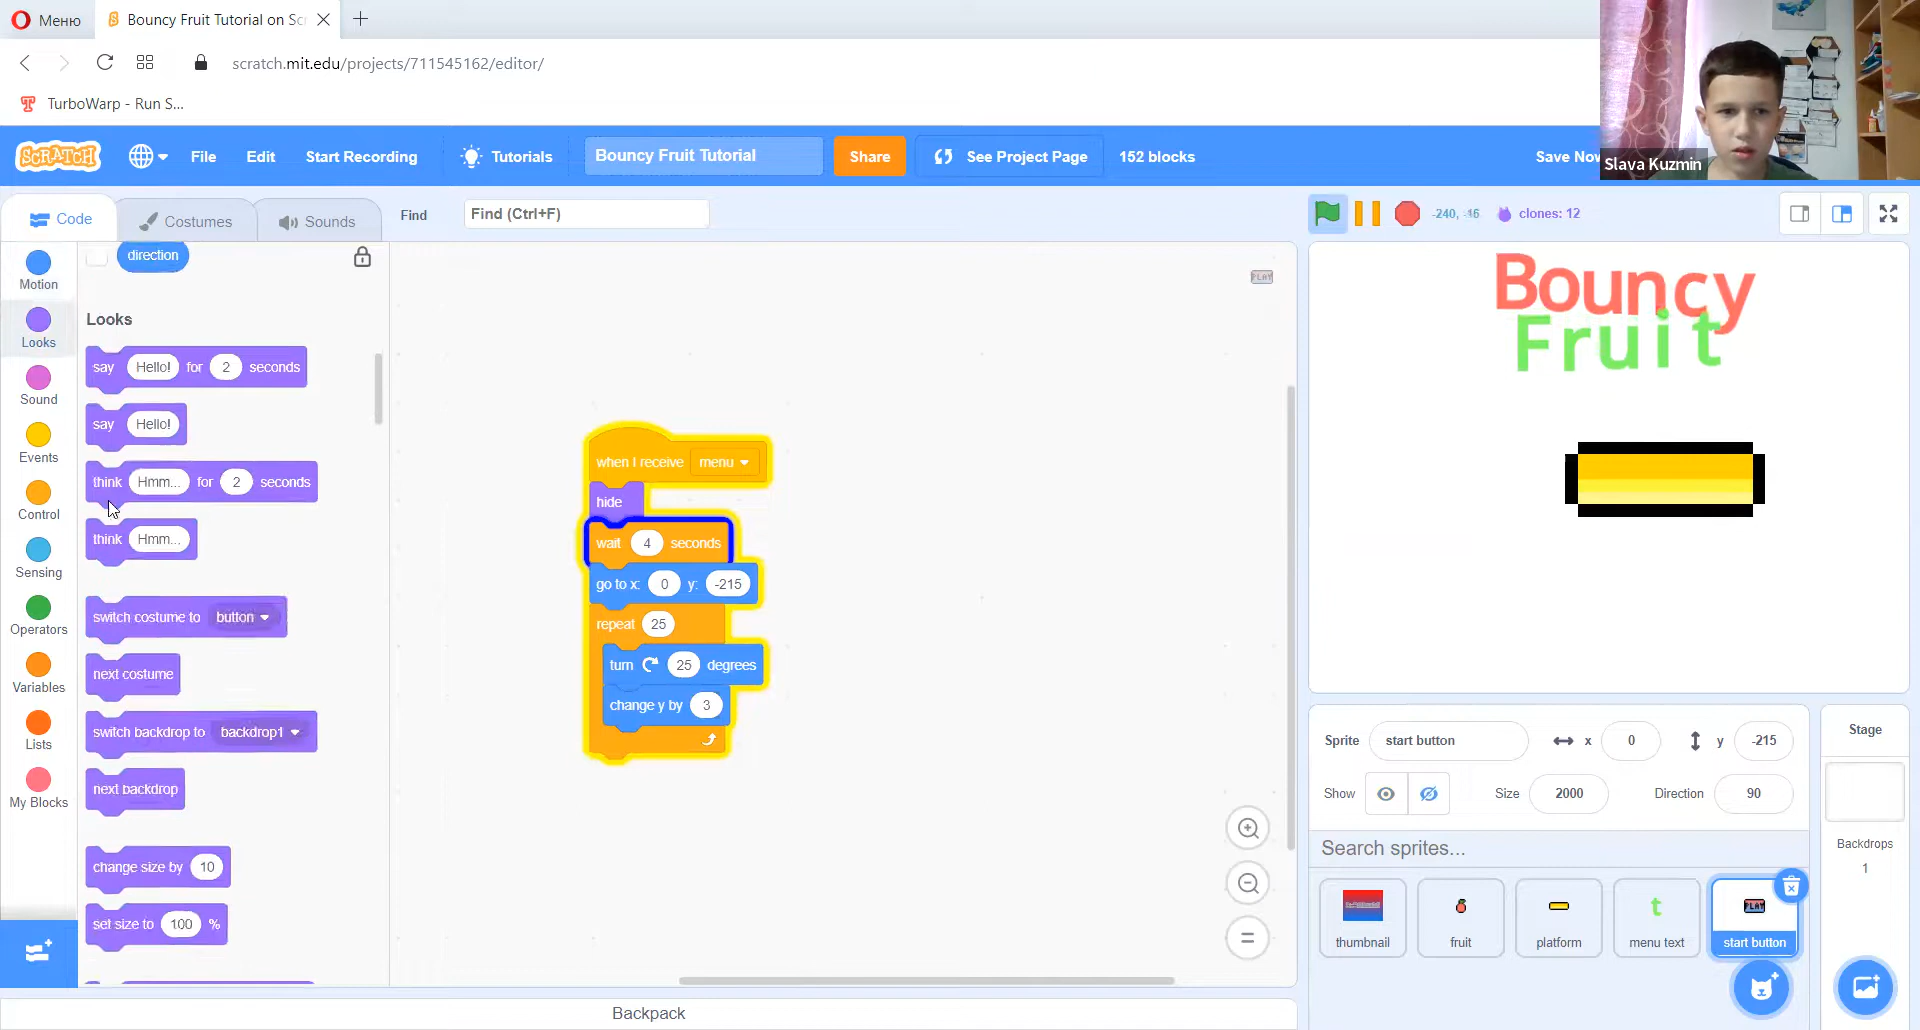 Меню
Bouncy Fruit Tutorial on Sc
scratch.mit.edu/projects/711545162/editor/
TurboWarp - Run S...
Slava Kuzmin
SCRATCH
File
Edit
Start Recording
Tutorials
Bouncy Fruit Tutorial
Share
See Project Page
152 blocks
Save Now
Code
Costumes
Sounds
Find
Find (Ctrl+F)
-240, -16
clones: 12
Motion
Looks
Sound
Events
Control
Sensing
Operators
Variables
Lists
My Blocks
direction
Looks
say Hello! for 2 seconds
say Hello!
think Hmm... for 2 seconds
think Hmm...
switch costume to button
next costume
switch backdrop to backdrop1
next backdrop
change size by 10
set size to 100 %
PLAY
when I receive menu
hide
wait 4 seconds
go to x: 0 y: -215
repeat 25
turn 25 degrees
change y by 3
Bouncy
Fruit
Sprite
start button
x 0
y -215
Show
Size 2000
Direction 90
Search sprites...
thumbnail
fruit
platform
t
menu text
PLAY
start button
Stage
Backdrops
1
Backpack